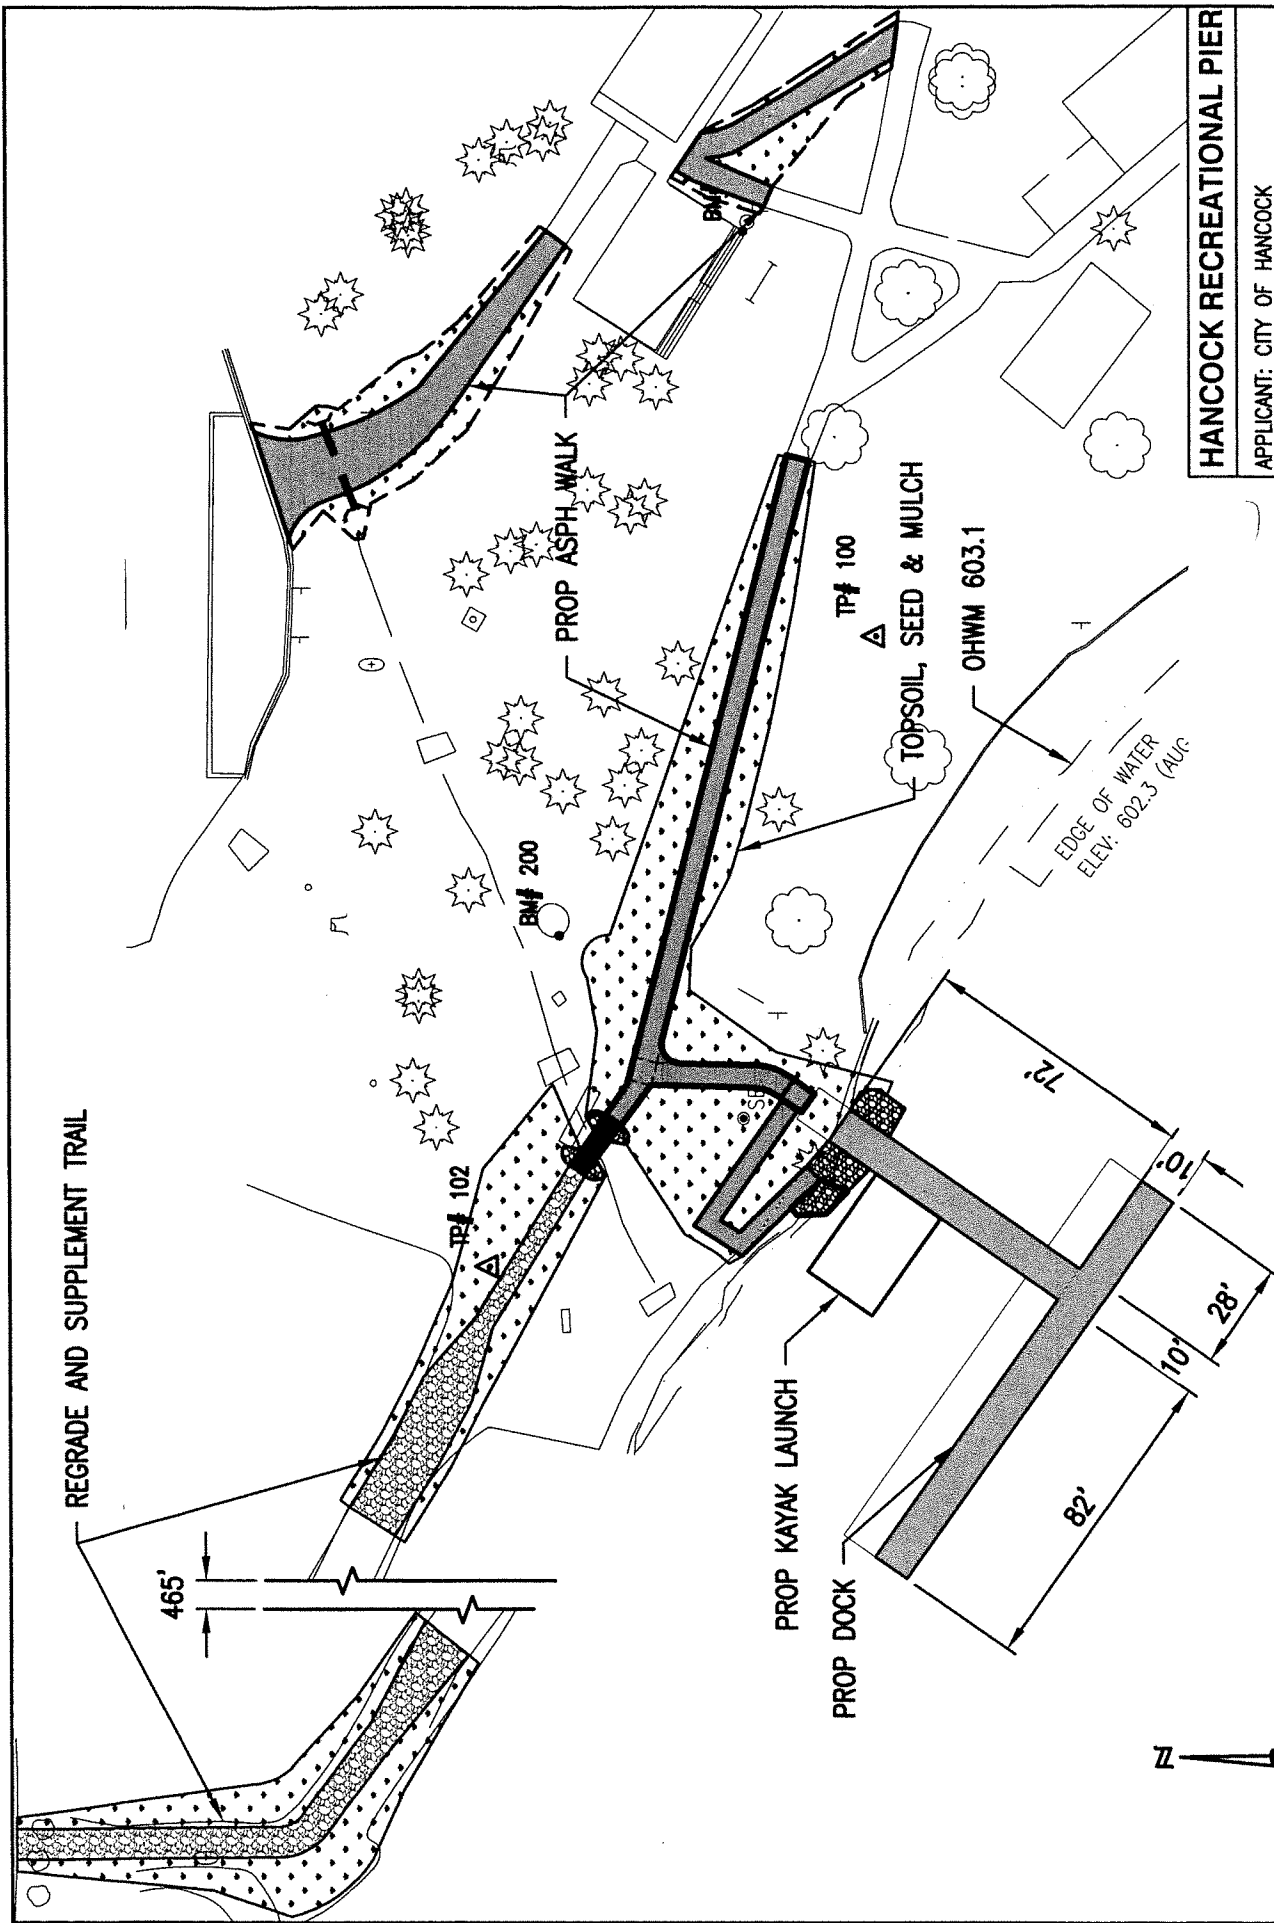 HANCOCK RECREATIONAL PIER
APPLICANT: CITY OF HANCOCK
REGRADE AND SUPPLEMENT TRAIL
465'
TP# 102
BM# 200
PROP ASPH WALK
BM#
TP# 100
TOPSOIL, SEED & MULCH
OHWM 603.1
EDGE OF WATER
ELEV: 602.3 (AUG
PROP KAYAK LAUNCH
PROP DOCK
72'
10'
28'
10'
82'
N